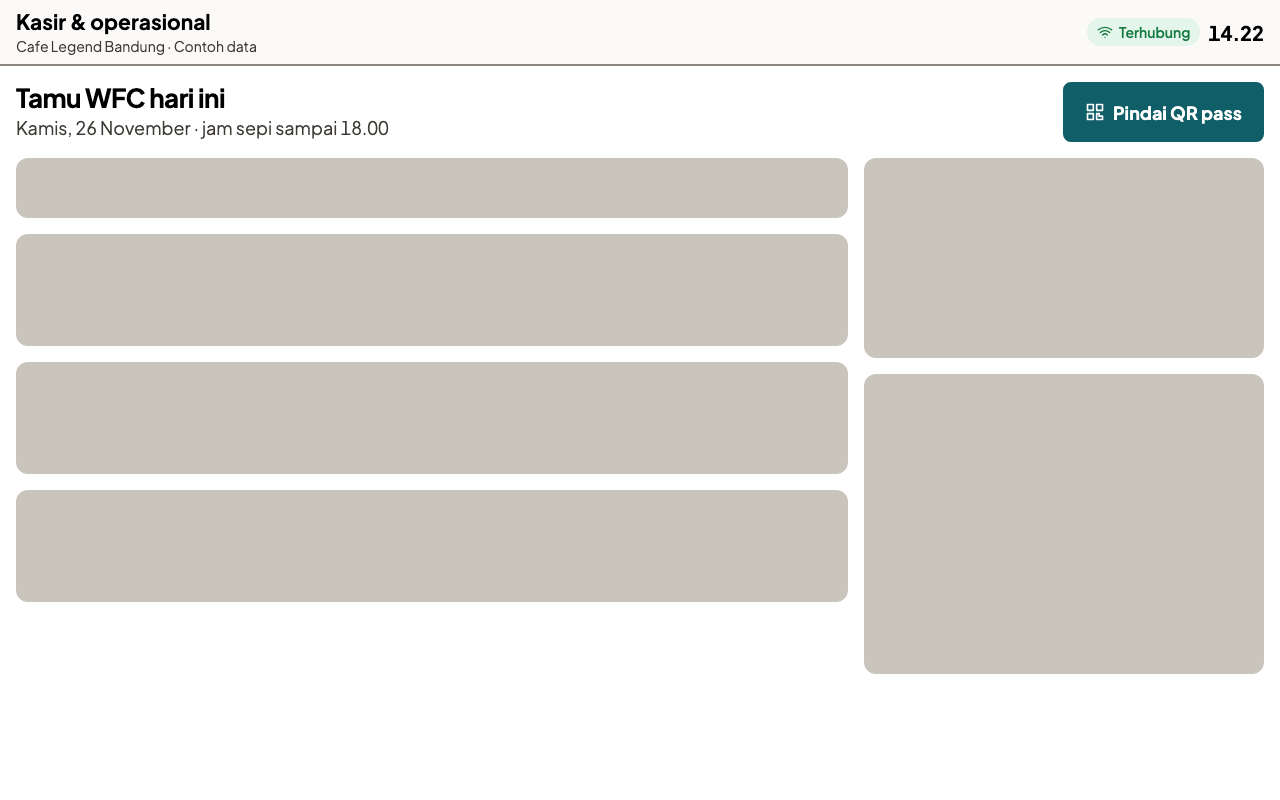 Kasir & operasional
Cafe Legend Bandung · Contoh data
Terhubung
14.22
Tamu WFC hari ini
Kamis, 26 November · jam sepi sampai 18.00
Pindai QR pass